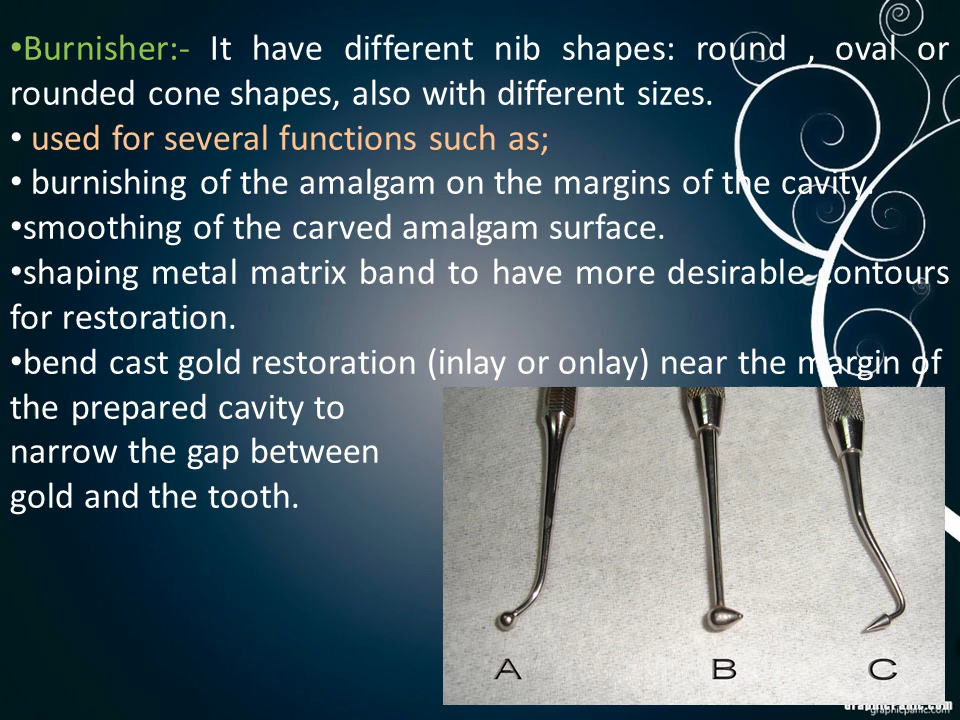 •Burnisher:- It have different nib shapes: round , oval or
rounded cone shapes, also with different sizes.
• used for several functions such as;
• burnishing of the amalgam on the margins of the cavity.
•smoothing of the carved amalgam surface.
•shaping metal matrix band to have more desirable contours
for restoration.
•bend cast gold restoration (inlay or onlay) near the margin of
the prepared cavity to
narrow the gap between
gold and the tooth.
A B C
graphicpanic.com